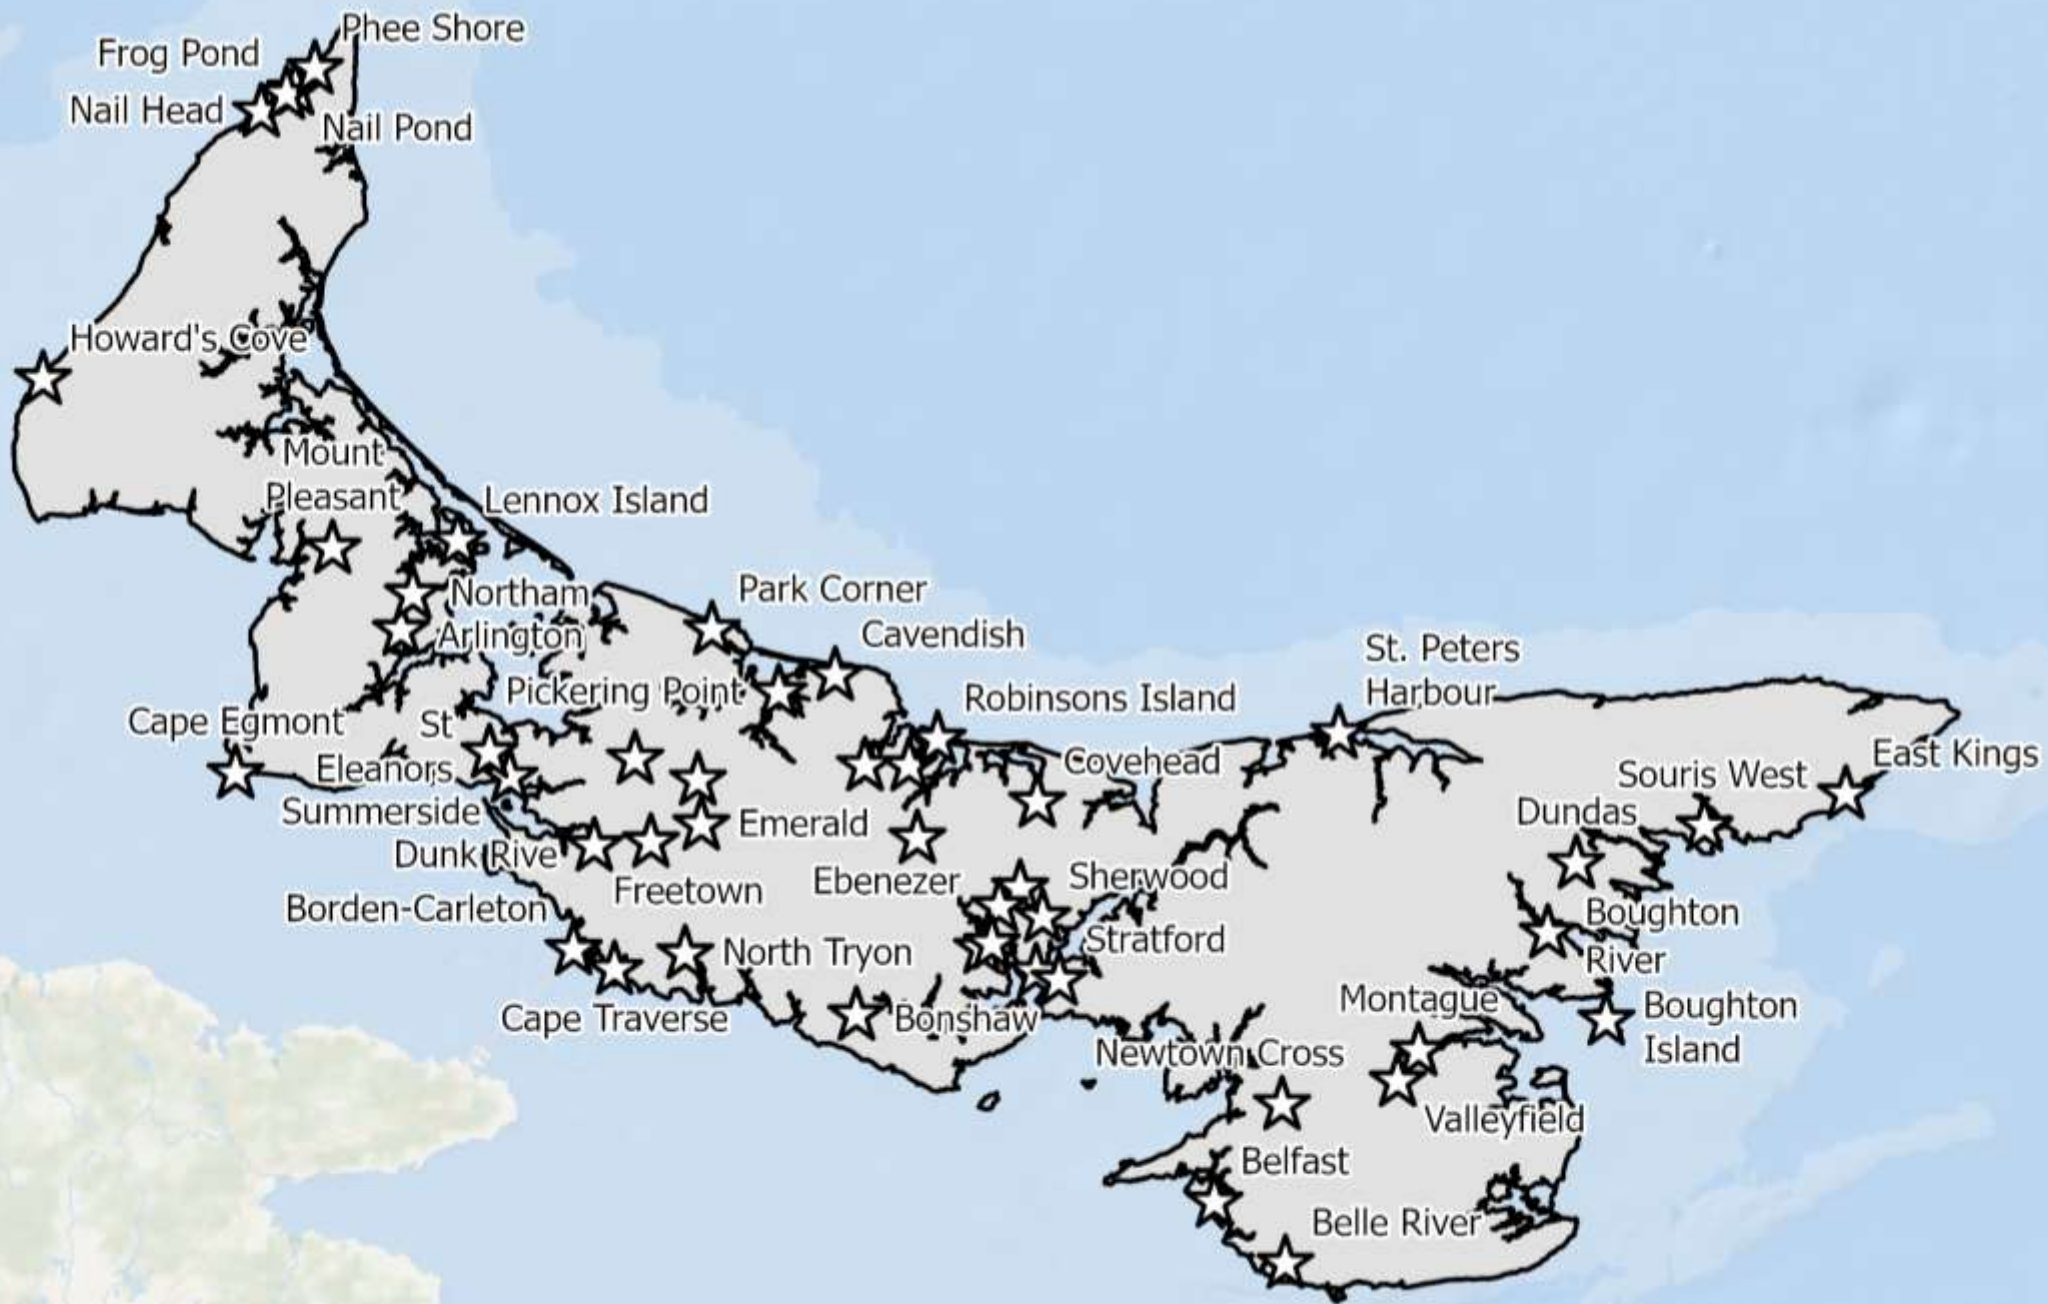 Phee Shore
Frog Pond
Nail Head
Nail Pond
Howard's Cove
Mount
Pleasant
Lennox Island
Northam
Arlington
Park Corner
Cavendish
Pickering Point
St. Peters
Harbour
Robinsons Island
Cape Egmont
St
Eleanors
Covehead
East Kings
Souris West
Summerside
Dundas
Emerald
Dunk Rive
Freetown
Ebenezer
Sherwood
Borden-Carleton
Boughton
River
North Tryon
Stratford
Montague
Boughton
Island
Cape Traverse
Bonshaw
Newtown Cross
Valleyfield
Belfast
Belle River